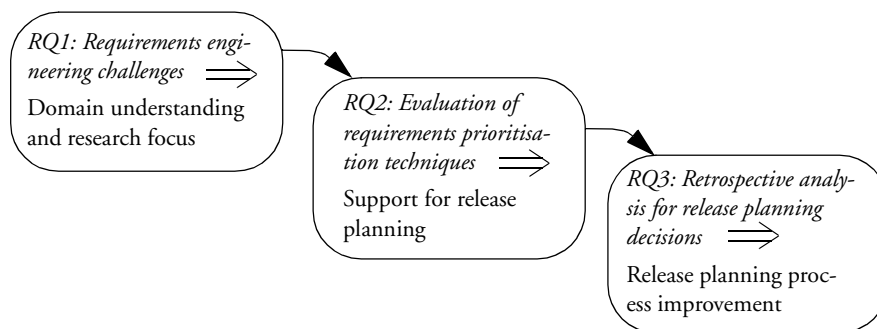 RQ1: Requirements engi-
neering challenges
Domain understanding
and research focus
RQ2: Evaluation of
requirements prioritisa-
tion techniques
Support for release
planning
RQ3: Retrospective analy-
sis for release planning
decisions
Release planning proc-
ess improvement